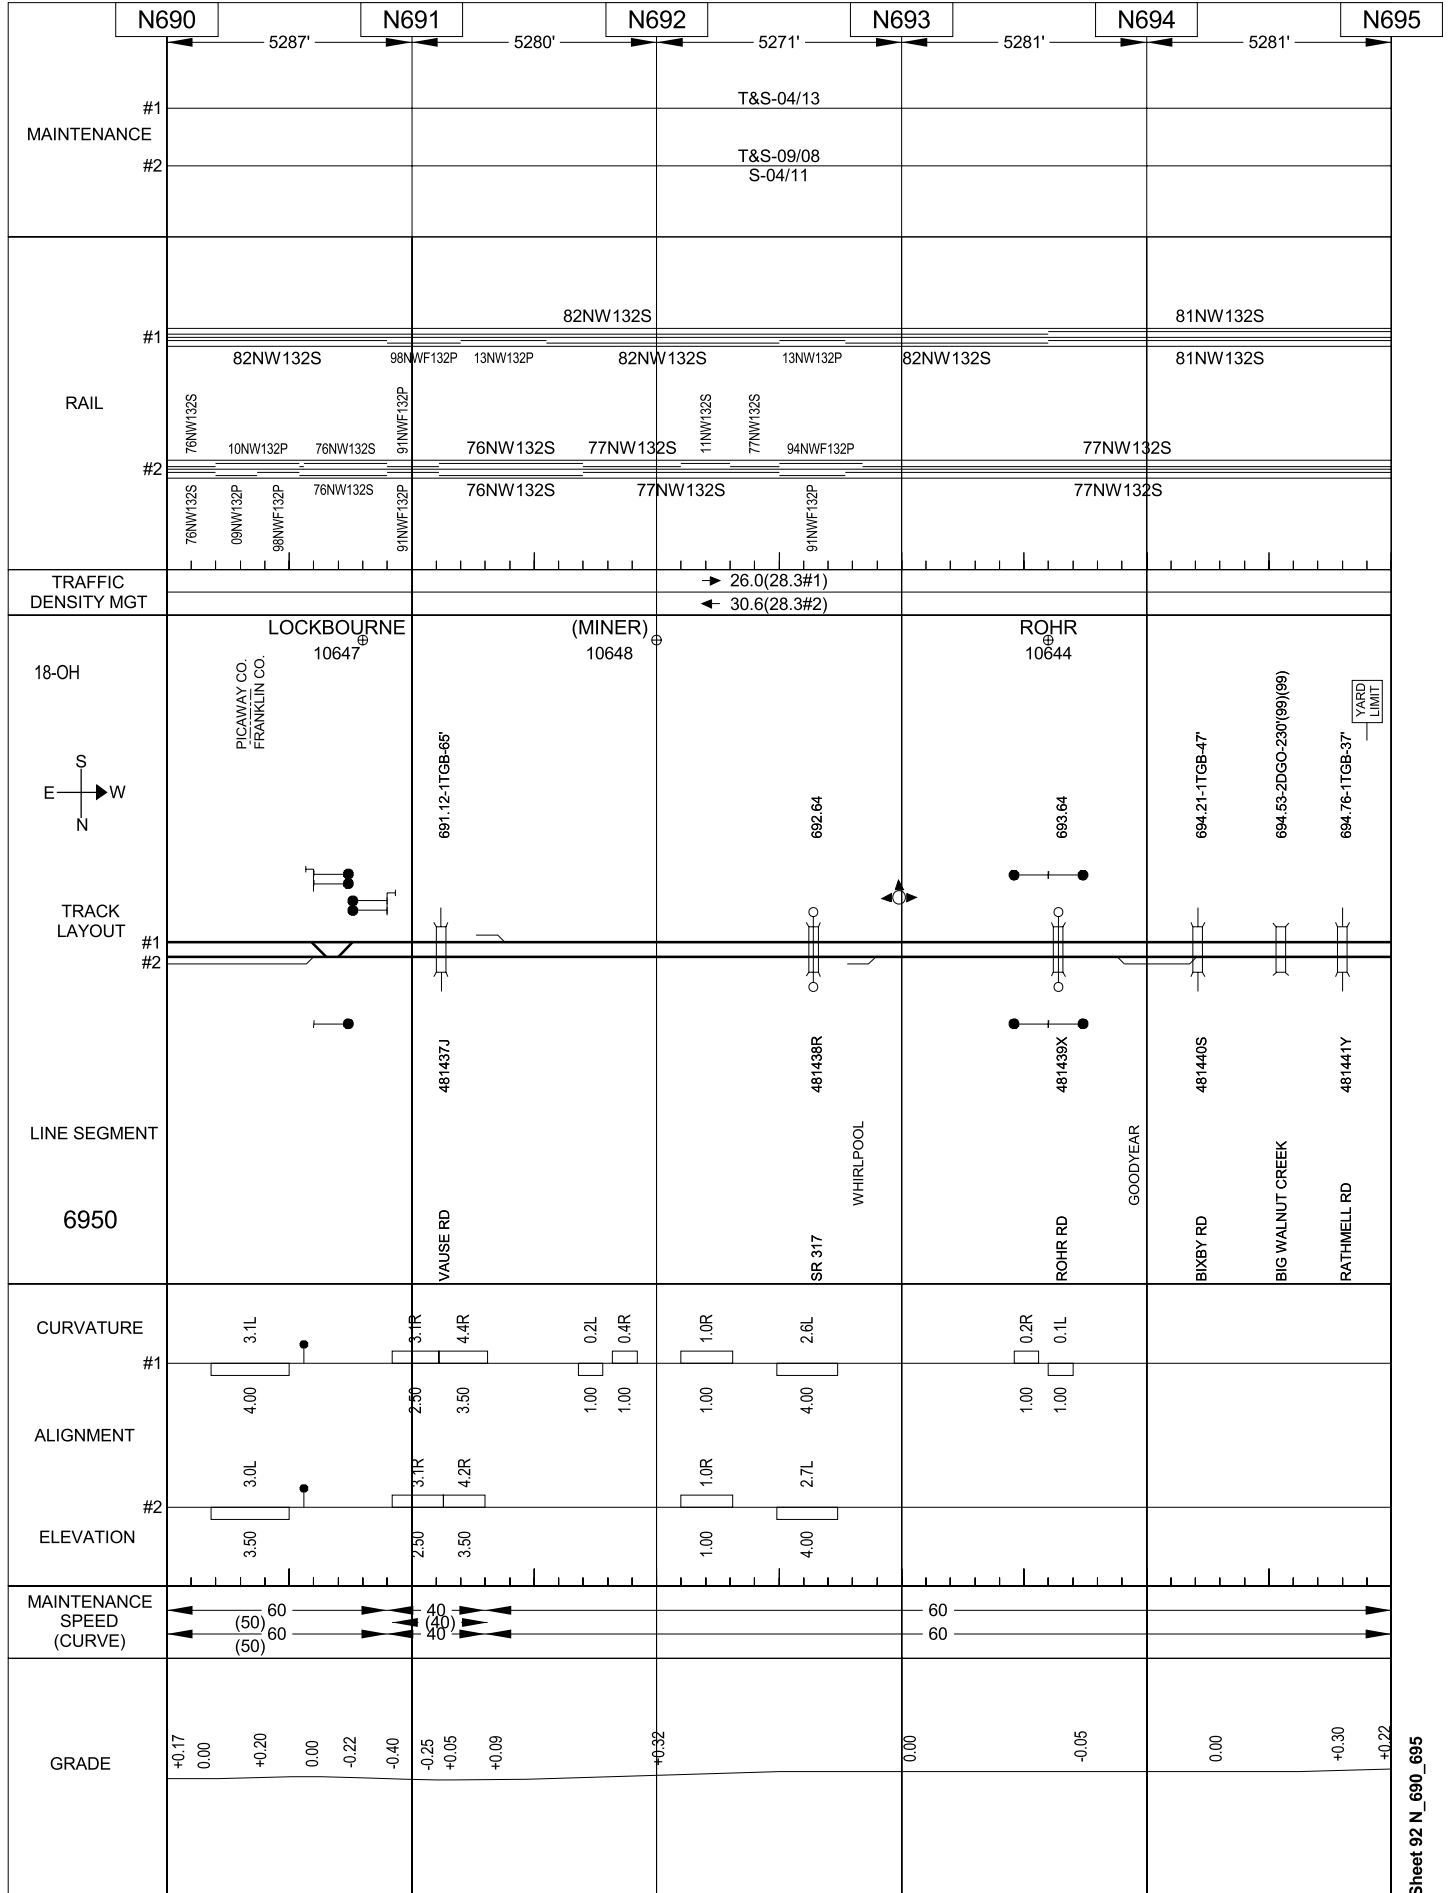 N690 N691 N692 N693 N694 N695
5287' 5280' 5271' 5281' 5281'
MAINTENANCE
#1
T&S-04/13
#2
T&S-09/08
S-04/11
RAIL
#1
82NW132S 81NW132S
82NW132S 98NWF132P 13NW132P 82NW132S 13NW132P 82NW132S 81NW132S
#2
76NW132S 10NW132P 76NW132S 91NWF132P 76NW132S 77NW132S 11NW132S 77NW132S 94NWF132P 77NW132S
76NW132S 09NW132P 98NWF132P 76NW132S 91NWF132P 76NW132S 77NW132S 91NWF132P 77NW132S
TRAFFIC
DENSITY MGT
26.0(28.3#1)
30.6(28.3#2)
LOCKBOURNE (MINER) ROHR
10647 10648 10644
18-OH
PICAWAY CO.
FRANKLIN CO.
YARD
LIMIT
S
E W
N
691.12-1TGB-65'
692.64
693.64
694.21-1TGB-47'
694.53-2DGO-230'(99)(99)
694.76-1TGB-37'
TRACK
LAYOUT
#1
#2
481437J
481438R
481439X
481440S
481441Y
LINE SEGMENT
6950
VAUSE RD
SR 317
WHIRLPOOL
ROHR RD
GOODYEAR
BIXBY RD
BIG WALNUT CREEK
RATHMELL RD
CURVATURE
3.1L 3.1R 4.4R 0.2L 0.4R 1.0R 2.6L 0.2R 0.1L
#1
4.00 2.50 3.50 1.00 1.00 1.00 4.00 1.00 1.00
ALIGNMENT
3.0L 3.1R 4.2R 1.0R 2.7L
#2
ELEVATION
3.50 2.50 3.50 1.00 4.00
MAINTENANCE
SPEED
(CURVE)
60 40 60
(50) (40)
60 40 60
(50)
GRADE
+0.17 0.00 +0.20 0.00 -0.22 -0.40 -0.25 +0.05 +0.09 +0.32 0.00 -0.05 0.00 +0.30 +0.22
Sheet 92 N_690_695